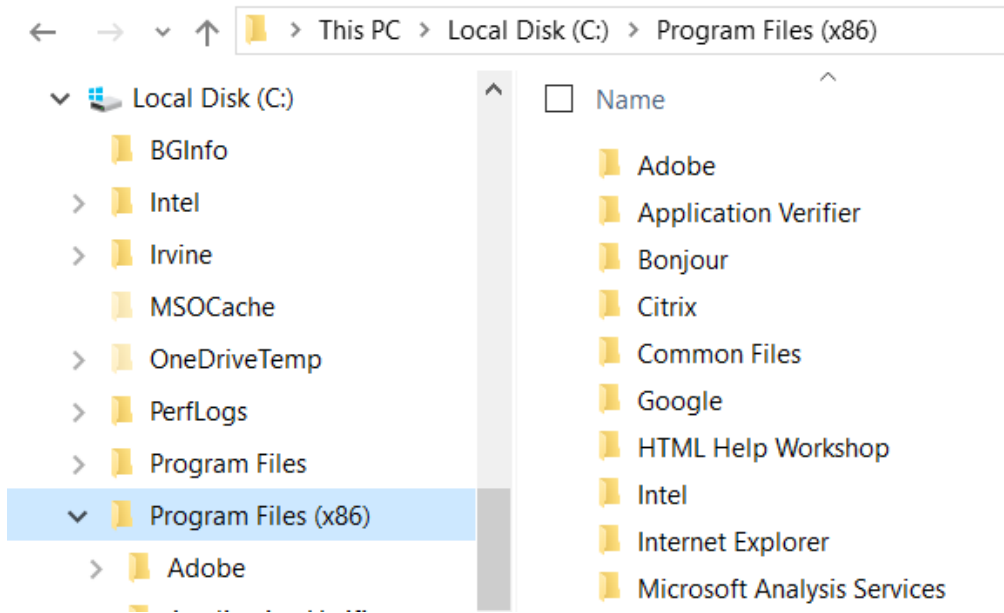 This PC > Local Disk (C:) > Program Files (x86)
Local Disk (C:)
BGInfo
Intel
Irvine
MSOCache
OneDriveTemp
PerfLogs
Program Files
Program Files (x86)
Adobe
Name
Adobe
Application Verifier
Bonjour
Citrix
Common Files
Google
HTML Help Workshop
Intel
Internet Explorer
Microsoft Analysis Services